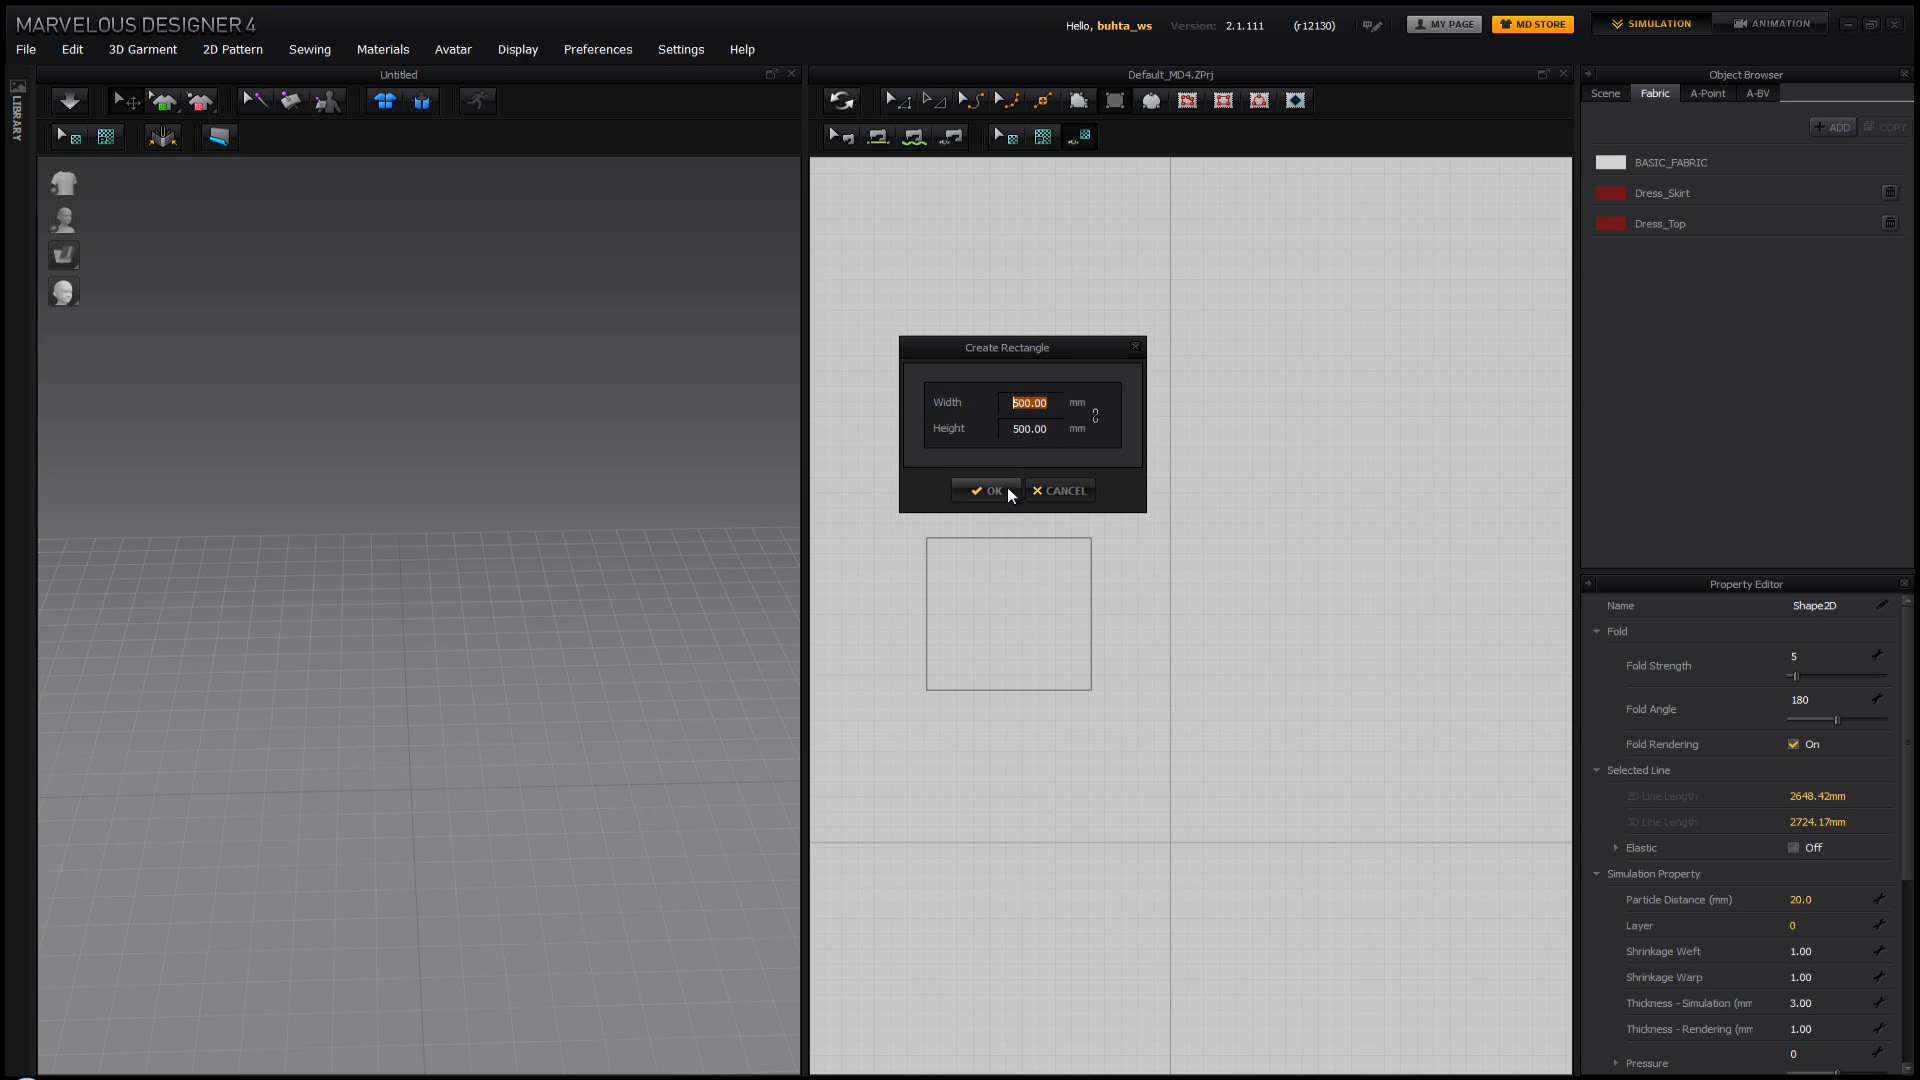 MARVELOUS DESIGNER 4
Hello, buhta_ws Version: 2.1.111 (r12130) MY PAGE MD STORE SIMULATION ANIMATION
File Edit 3D Garment 2D Pattern Sewing Materials Avatar Display Preferences Settings Help
Untitled
Default_MD4.ZPrj
Object Browser
LIBRARY
Scene Fabric A-Point A-BV
ADD COPY
BASIC_FABRIC
Dress_Skirt
Dress_Top
Create Rectangle
Width 500.00 mm
Height 500.00 mm
OK CANCEL
Property Editor
Name Shape2D
Fold
Fold Strength 5
Fold Angle 180
Fold Rendering On
Selected Line
2D Line Length 2648.42mm
3D Line Length 2724.17mm
Elastic Off
Simulation Property
Particle Distance (mm) 20.0
Layer 0
Shrinkage Weft 1.00
Shrinkage Warp 1.00
Thickness - Simulation (mm 3.00
Thickness - Rendering (mm 1.00
Pressure 0